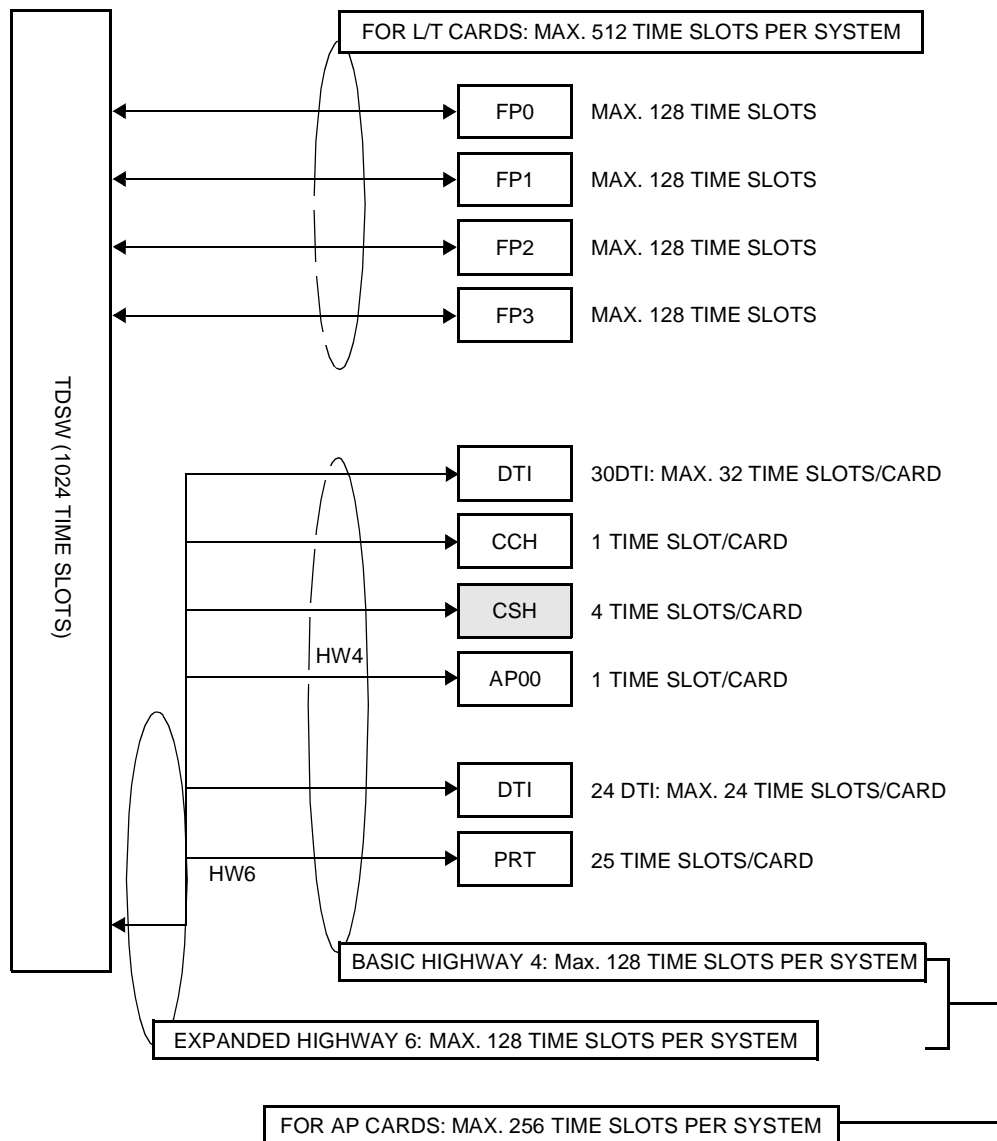 FOR L/T CARDS: MAX. 512 TIME SLOTS PER SYSTEM
FP0 MAX. 128 TIME SLOTS
FP1 MAX. 128 TIME SLOTS
FP2 MAX. 128 TIME SLOTS
FP3 MAX. 128 TIME SLOTS
TDSW (1024 TIME SLOTS)
DTI 30DTI: MAX. 32 TIME SLOTS/CARD
CCH 1 TIME SLOT/CARD
CSH 4 TIME SLOTS/CARD
HW4
AP00 1 TIME SLOT/CARD
DTI 24 DTI: MAX. 24 TIME SLOTS/CARD
PRT 25 TIME SLOTS/CARD
HW6
BASIC HIGHWAY 4: Max. 128 TIME SLOTS PER SYSTEM
EXPANDED HIGHWAY 6: MAX. 128 TIME SLOTS PER SYSTEM
FOR AP CARDS: MAX. 256 TIME SLOTS PER SYSTEM